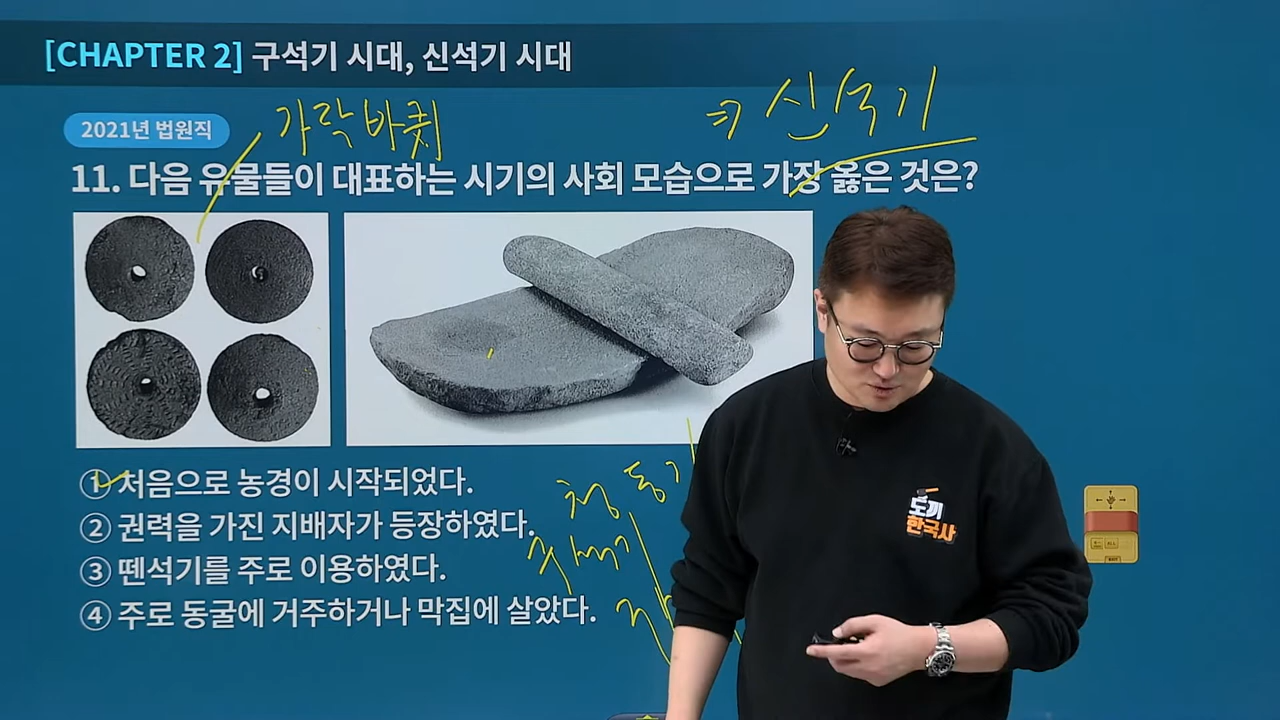 [CHAPTER 2] 구석기 시대, 신석기 시대
2021년 법원직
가락바퀴
⇒ 신석기
11. 다음 유물들이 대표하는 시기의 사회 모습으로 가장 옳은 것은?
① 처음으로 농경이 시작되었다.
② 권력을 가진 지배자가 등장하였다.
청동기
③ 뗀석기를 주로 이용하였다.
④ 주로 동굴에 거주하거나 막집에 살았다.
도끼
한국사